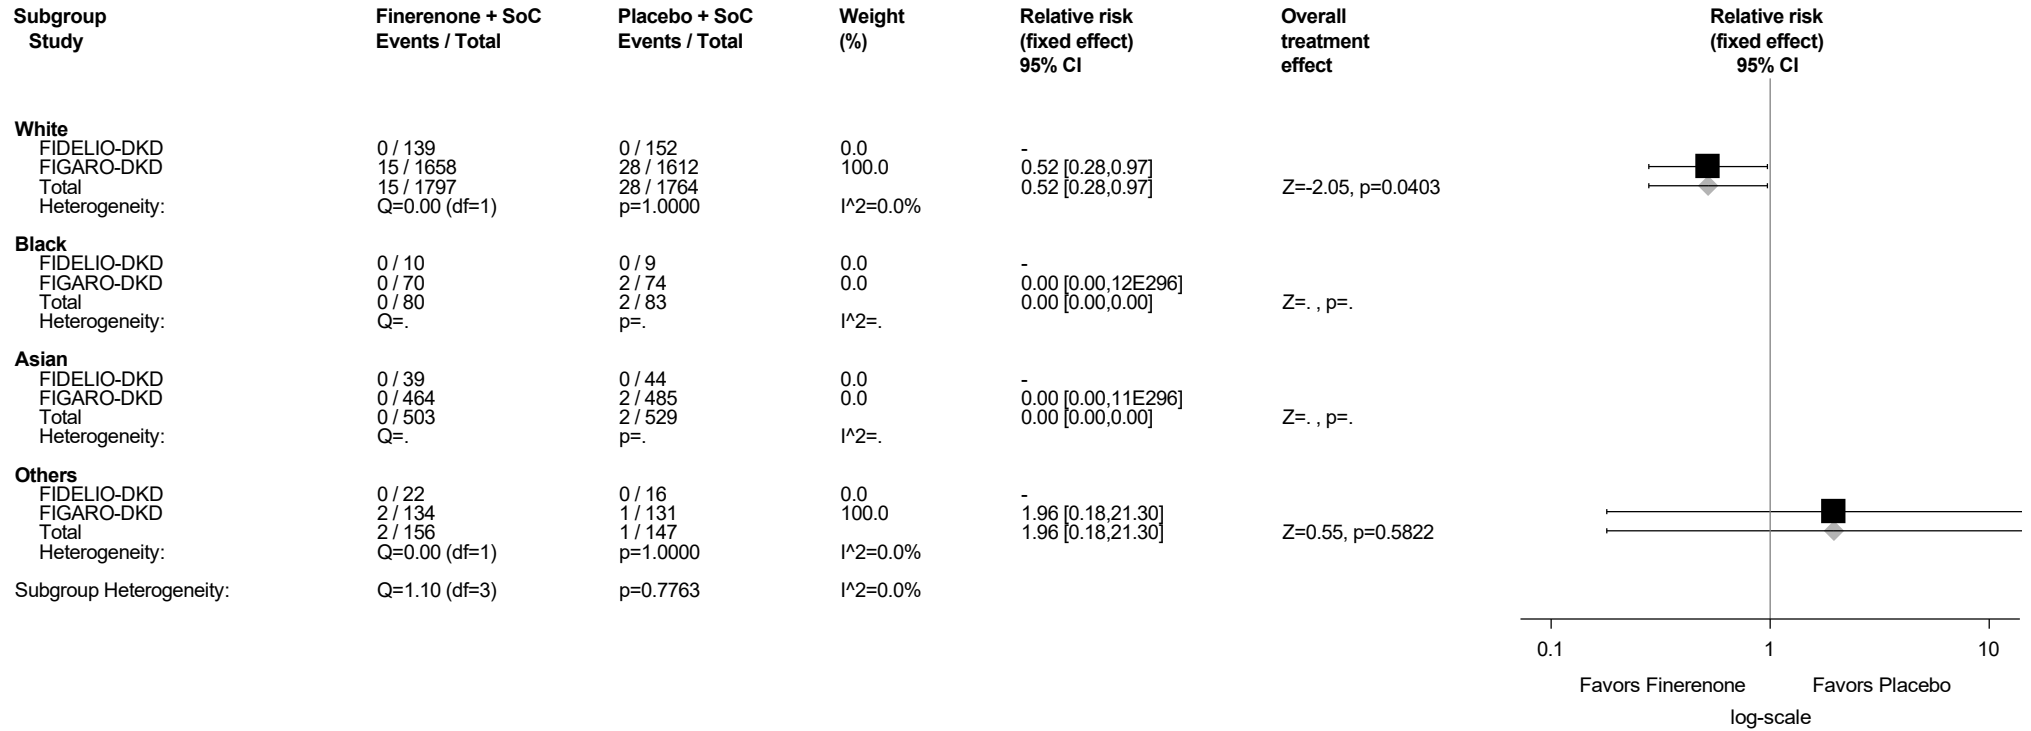 Subgroup Finerenone + SoC Placebo + SoC Weight Relative risk Overall Relative risk
Study Events / Total Events / Total (%) (fixed effect) treatment (fixed effect)
95% CI effect 95% CI
White
FIDELIO-DKD 0 / 139 0 / 152 0.0 -
FIGARO-DKD 15 / 1658 28 / 1612 100.0 0.52 [0.28,0.97]
Total 15 / 1797 28 / 1764 0.52 [0.28,0.97] Z=-2.05, p=0.0403
Heterogeneity: Q=0.00 (df=1) p=1.0000 I^2=0.0%
Black
FIDELIO-DKD 0 / 10 0 / 9 0.0 -
FIGARO-DKD 0 / 70 2 / 74 0.0 0.00 [0.00,12E296]
Total 0 / 80 2 / 83 0.00 [0.00,0.00] Z=. , p=.
Heterogeneity: Q=. p=. I^2=.
Asian
FIDELIO-DKD 0 / 39 0 / 44 0.0 -
FIGARO-DKD 0 / 464 2 / 485 0.0 0.00 [0.00,11E296]
Total 0 / 503 2 / 529 0.00 [0.00,0.00] Z=. , p=.
Heterogeneity: Q=. p=. I^2=.
Others
FIDELIO-DKD 0 / 22 0 / 16 0.0 -
FIGARO-DKD 2 / 134 1 / 131 100.0 1.96 [0.18,21.30]
Total 2 / 156 1 / 147 1.96 [0.18,21.30] Z=0.55, p=0.5822
Heterogeneity: Q=0.00 (df=1) p=1.0000 I^2=0.0%
Subgroup Heterogeneity: Q=1.10 (df=3) p=0.7763 I^2=0.0%
0.1 1 10
Favors Finerenone Favors Placebo
log-scale